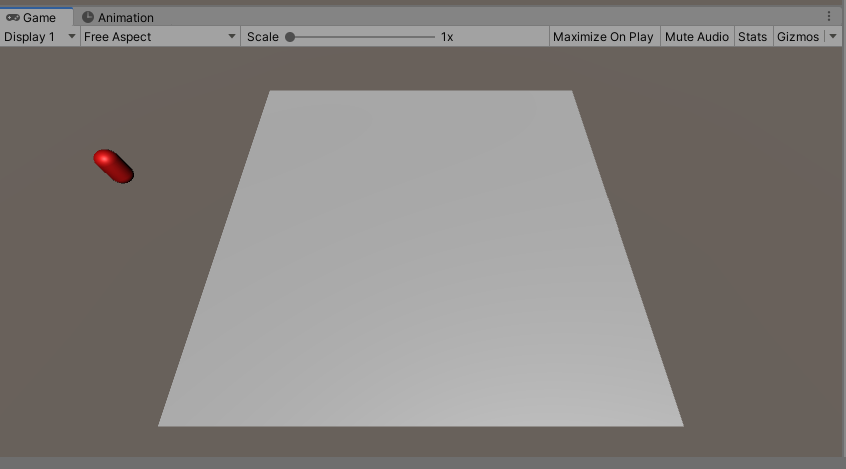 Game Animation
Display 1 Free Aspect Scale 1x Maximize On Play Mute Audio Stats Gizmos